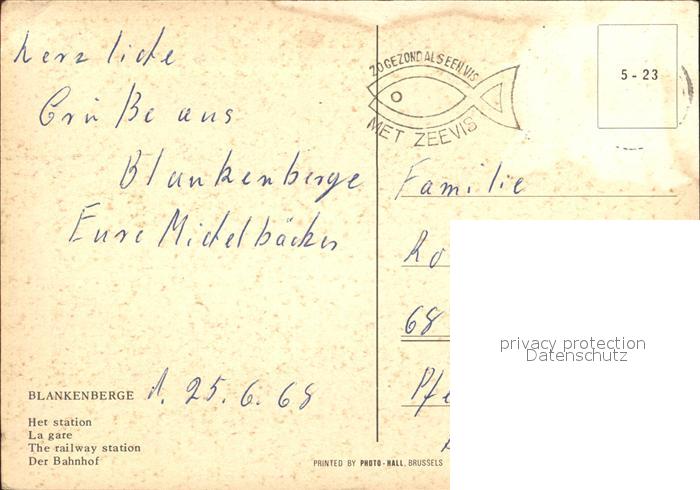 Herzliche
Grüße aus
Blankenberge
Eure Michelbäcker
BLANKENBERGE d. 25.6.68
Het station
La gare
The railway station
Der Bahnhof
ZO GEZOND ALS EEN VIS
MET ZEEVIS
5 - 23
Familie
Ro
68
Pfe
privacy protection
Datenschutz
PRINTED BY PHOTO-HALL, BRUSSELS